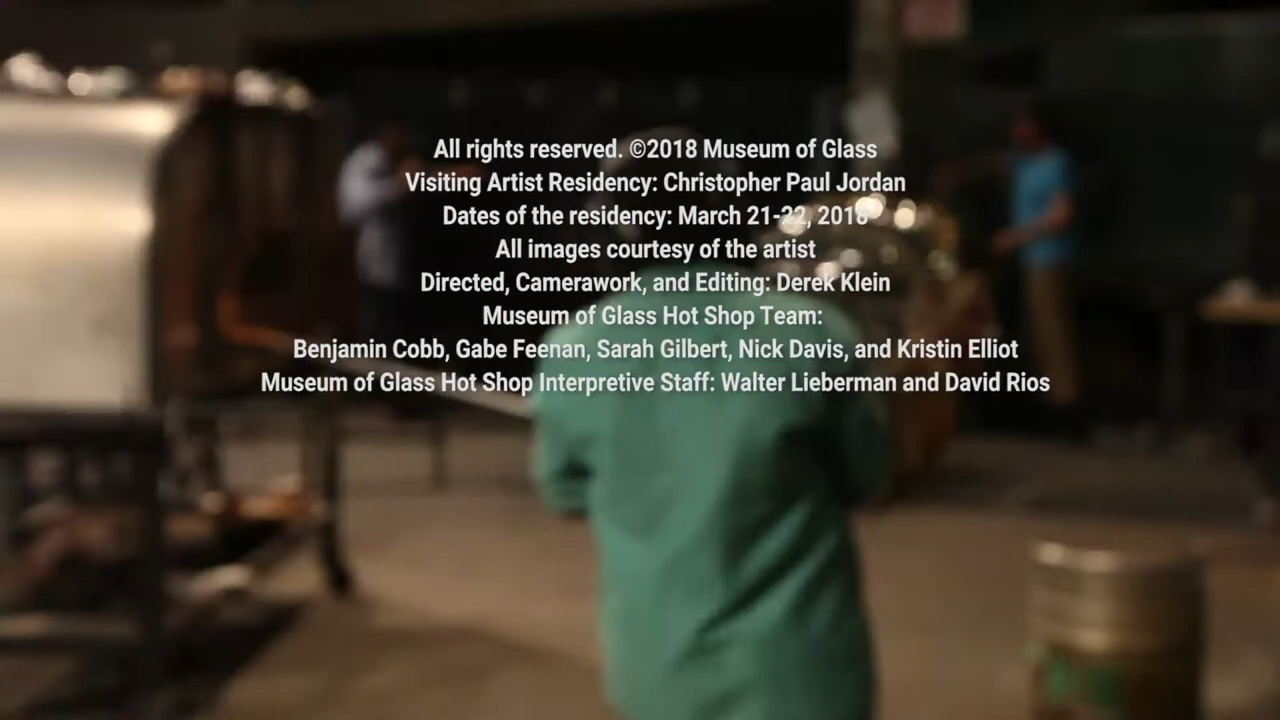 All rights reserved. ©2018 Museum of Glass
Visiting Artist Residency: Christopher Paul Jordan
Dates of the residency: March 21-22, 2018
All images courtesy of the artist
Directed, Camerawork, and Editing: Derek Klein
Museum of Glass Hot Shop Team:
Benjamin Cobb, Gabe Feenan, Sarah Gilbert, Nick Davis, and Kristin Elliot
Museum of Glass Hot Shop Interpretive Staff: Walter Lieberman and David Rios